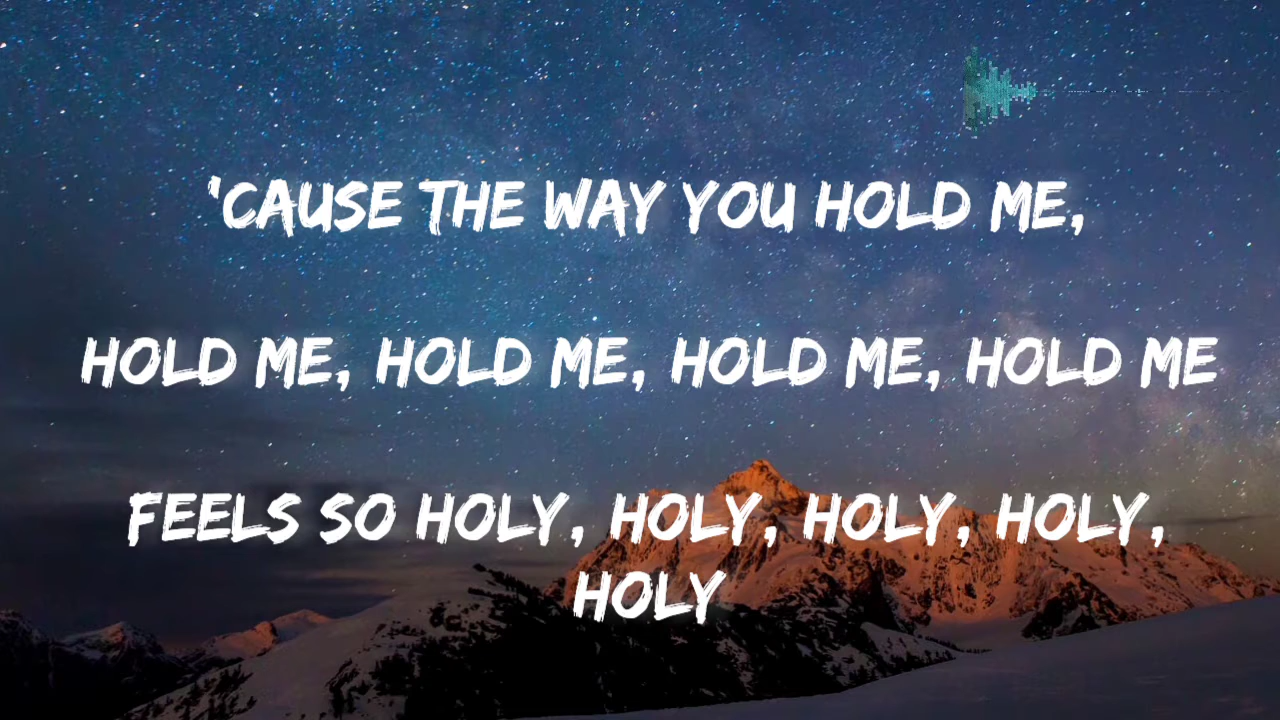 'CAUSE THE WAY YOU HOLD ME,
HOLD ME, HOLD ME, HOLD ME, HOLD ME
FEELS SO HOLY, HOLY, HOLY, HOLY,
HOLY